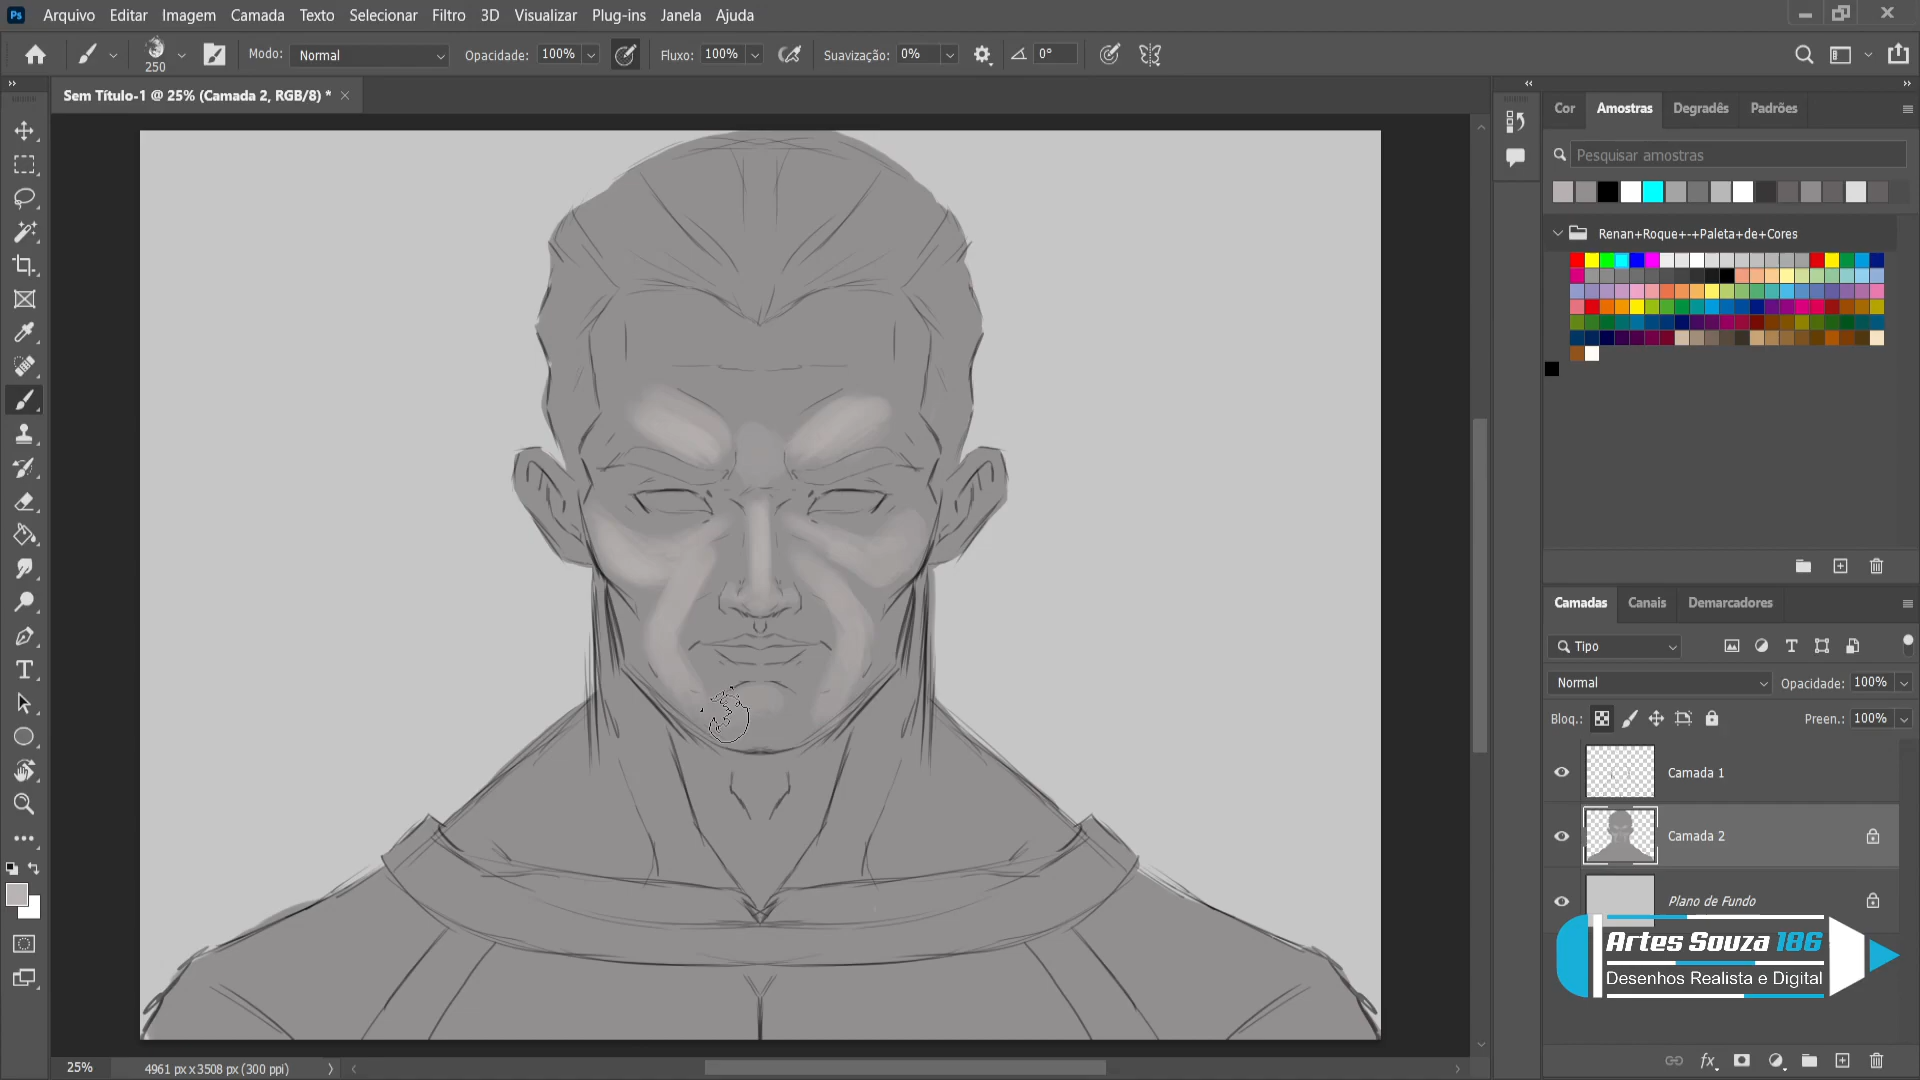 Ps Arquivo Editar Imagem Camada Texto Selecionar Filtro 3D Visualizar Plug-ins Janela Ajuda
250 Modo: Normal Opacidade: 100% Fluxo: 100% Suavização: 0% 0°
Sem Título-1 @ 25% (Camada 2, RGB/8) *
Cor Amostras Degradês Padrões
Pesquisar amostras
Renan+Roque+-+Paleta+de+Cores
Camadas Canais Demarcadores
Tipo
Normal Opacidade: 100%
Bloq.: Preen.: 100%
Camada 1
Camada 2
Plano de Fundo
Artes Souza 186
Desenhos Realista e Digital
fx
25% 4961 px x 3508 px (300 ppi)